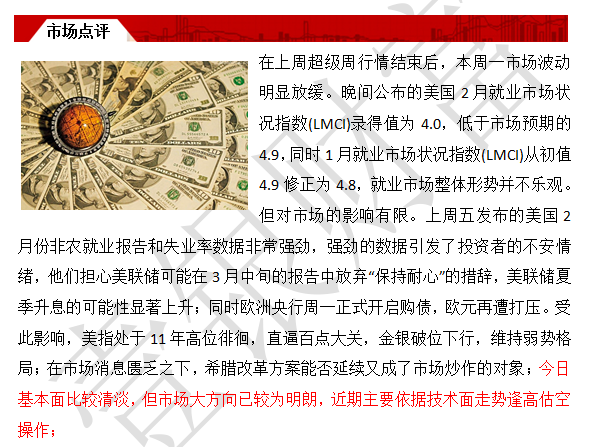 市场点评
在上周超级周行情结束后，本周一市场波动
明显放缓。晚间公布的美国 2 月就业市场状
况指数(LMCI)录得值为 4.0，低于市场预期的
4.9，同时 1 月就业市场状况指数(LMCI)从初值
4.9 修正为 4.8，就业市场整体形势并不乐观。
但对市场的影响有限。上周五发布的美国 2
月份非农就业报告和失业率数据非常强劲，强劲的数据引发了投资者的不安情
绪，他们担心美联储可能在 3 月中旬的报告中放弃“保持耐心”的措辞，美联储夏
季升息的可能性显著上升；同时欧洲央行周一正式开启购债，欧元再遭打压。受
此影响，美指处于 11 年高位徘徊，直逼百点大关，金银破位下行，维持弱势格
局；在市场消息匮乏之下，希腊改革方案能否延续又成了市场炒作的对象；今日
基本面比较清淡，但市场大方向已较为明朗，近期主要依据技术面走势逢高估空
操作；